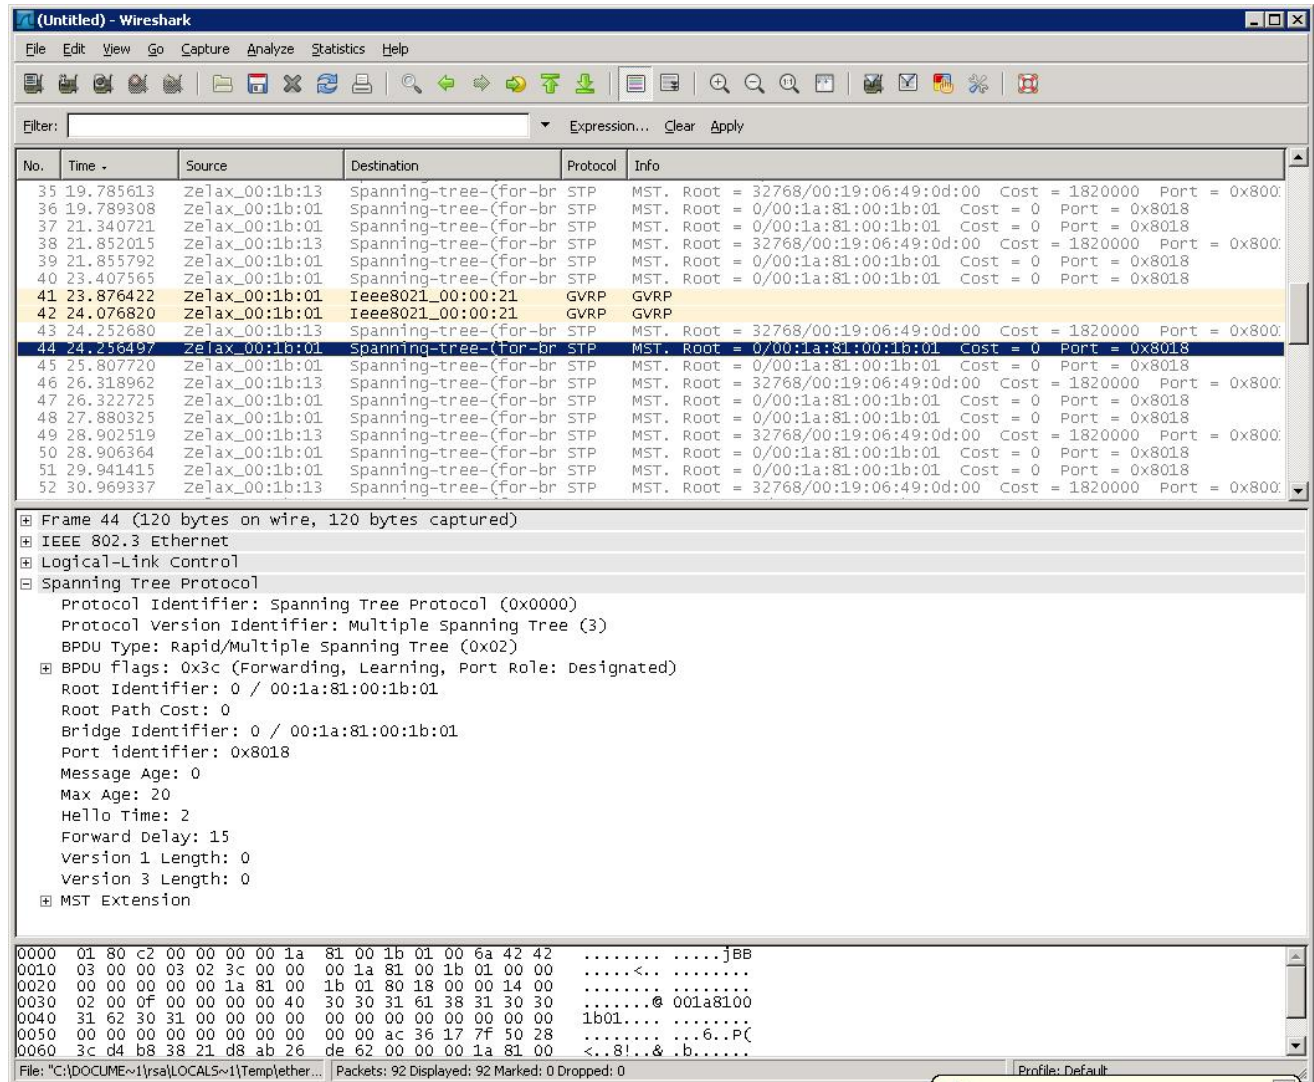 (Untitled) - Wireshark
File Edit View Go Capture Analyze Statistics Help
Filter: Expression... Clear Apply
No. Time - Source Destination Protocol Info
35 19.785613 Zelax_00:1b:13 Spanning-tree-(for-br STP MST. Root = 32768/00:19:06:49:0d:00 Cost = 1820000 Port = 0x800
36 19.789308 Zelax_00:1b:01 Spanning-tree-(for-br STP MST. Root = 0/00:1a:81:00:1b:01 Cost = 0 Port = 0x8018
37 21.340721 Zelax_00:1b:01 Spanning-tree-(for-br STP MST. Root = 0/00:1a:81:00:1b:01 Cost = 0 Port = 0x8018
38 21.852015 Zelax_00:1b:13 Spanning-tree-(for-br STP MST. Root = 32768/00:19:06:49:0d:00 Cost = 1820000 Port = 0x800
39 21.855792 Zelax_00:1b:01 Spanning-tree-(for-br STP MST. Root = 0/00:1a:81:00:1b:01 Cost = 0 Port = 0x8018
40 23.407565 Zelax_00:1b:01 Spanning-tree-(for-br STP MST. Root = 0/00:1a:81:00:1b:01 Cost = 0 Port = 0x8018
41 23.876422 Zelax_00:1b:01 Ieee8021_00:00:21 GVRP GVRP
42 24.076820 Zelax_00:1b:01 Ieee8021_00:00:21 GVRP GVRP
43 24.252680 Zelax_00:1b:13 Spanning-tree-(for-br STP MST. Root = 32768/00:19:06:49:0d:00 Cost = 1820000 Port = 0x800
44 24.256497 Zelax_00:1b:01 Spanning-tree-(for-br STP MST. Root = 0/00:1a:81:00:1b:01 Cost = 0 Port = 0x8018
45 25.807720 Zelax_00:1b:01 Spanning-tree-(for-br STP MST. Root = 0/00:1a:81:00:1b:01 Cost = 0 Port = 0x8018
46 26.318962 Zelax_00:1b:13 Spanning-tree-(for-br STP MST. Root = 32768/00:19:06:49:0d:00 Cost = 1820000 Port = 0x800
47 26.322725 Zelax_00:1b:01 Spanning-tree-(for-br STP MST. Root = 0/00:1a:81:00:1b:01 Cost = 0 Port = 0x8018
48 27.880325 Zelax_00:1b:01 Spanning-tree-(for-br STP MST. Root = 0/00:1a:81:00:1b:01 Cost = 0 Port = 0x8018
49 28.902519 Zelax_00:1b:13 Spanning-tree-(for-br STP MST. Root = 32768/00:19:06:49:0d:00 Cost = 1820000 Port = 0x800
50 28.906364 Zelax_00:1b:01 Spanning-tree-(for-br STP MST. Root = 0/00:1a:81:00:1b:01 Cost = 0 Port = 0x8018
51 29.941415 Zelax_00:1b:01 Spanning-tree-(for-br STP MST. Root = 0/00:1a:81:00:1b:01 Cost = 0 Port = 0x8018
52 30.969337 Zelax_00:1b:13 Spanning-tree-(for-br STP MST. Root = 32768/00:19:06:49:0d:00 Cost = 1820000 Port = 0x800
Frame 44 (120 bytes on wire, 120 bytes captured)
IEEE 802.3 Ethernet
Logical-Link Control
Spanning Tree Protocol
Protocol Identifier: Spanning Tree Protocol (0x0000)
Protocol Version Identifier: Multiple Spanning Tree (3)
BPDU Type: Rapid/Multiple Spanning Tree (0x02)
BPDU flags: 0x3c (Forwarding, Learning, Port Role: Designated)
Root Identifier: 0 / 00:1a:81:00:1b:01
Root Path Cost: 0
Bridge Identifier: 0 / 00:1a:81:00:1b:01
Port identifier: 0x8018
Message Age: 0
Max Age: 20
Hello Time: 2
Forward Delay: 15
Version 1 Length: 0
Version 3 Length: 0
MST Extension
0000 01 80 c2 00 00 00 00 1a 81 00 1b 01 00 6a 42 42 ........ .....jBB
0010 03 00 00 03 02 3c 00 00 00 1a 81 00 1b 01 00 00 .....<.. ........
0020 00 00 00 00 00 1a 81 00 1b 01 80 18 00 00 14 00 ........ ........
0030 02 00 0f 00 00 00 00 40 30 30 31 61 38 31 30 30 .......@ 001a8100
0040 31 62 30 31 00 00 00 00 00 00 00 00 00 00 00 00 1b01.... ........
0050 00 00 00 00 00 00 00 00 00 00 ac 36 17 7f 50 28 ........ ...6..P(
0060 3c d4 b8 38 21 d8 ab 26 de 62 00 00 00 1a 81 00 <..8!..& .b......
File: "C:\DOCUME~1\rsa\LOCALS~1\Temp\ether... Packets: 92 Displayed: 92 Marked: 0 Dropped: 0 Profile: Default